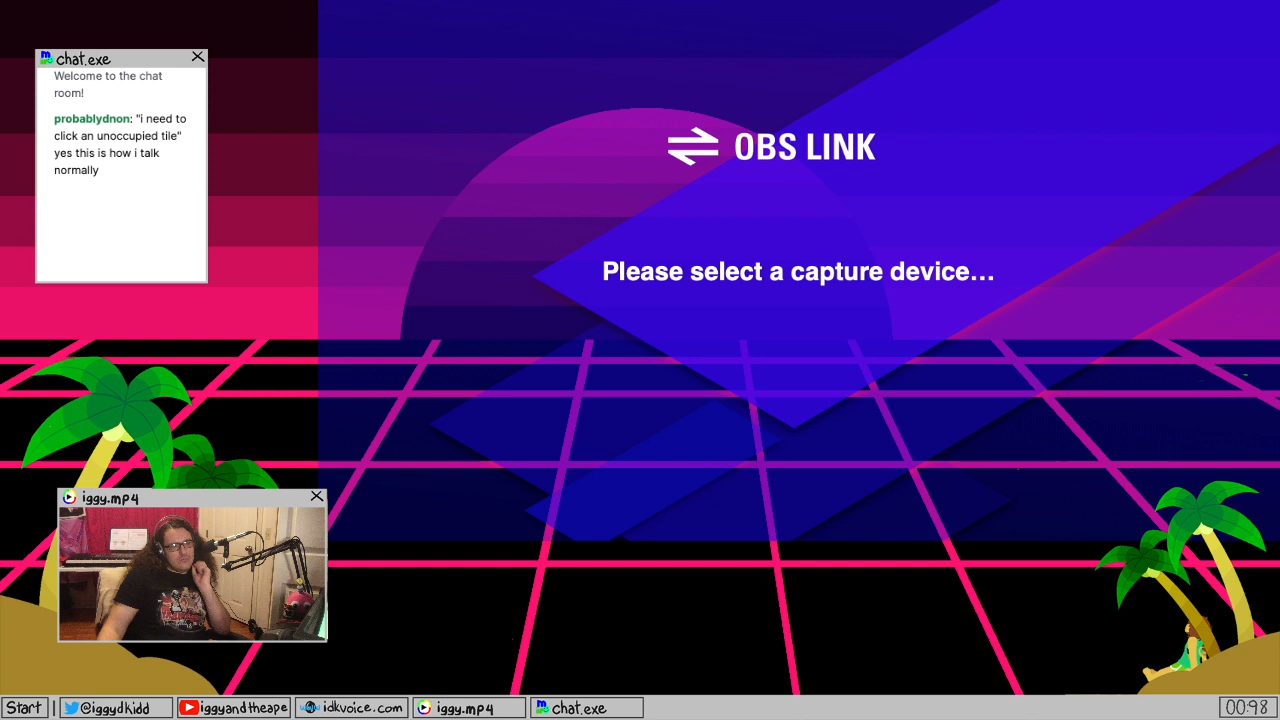 chat.exe
Welcome to the chat
room!
probablydnon: "i need to
click an unoccupied tile"
yes this is how i talk
normally
OBS LINK
Please select a capture device...
iggy.mp4
Start | @iggydkidd iggyandtheape idkvoice.com iggy.mp4 chat.exe 00:98